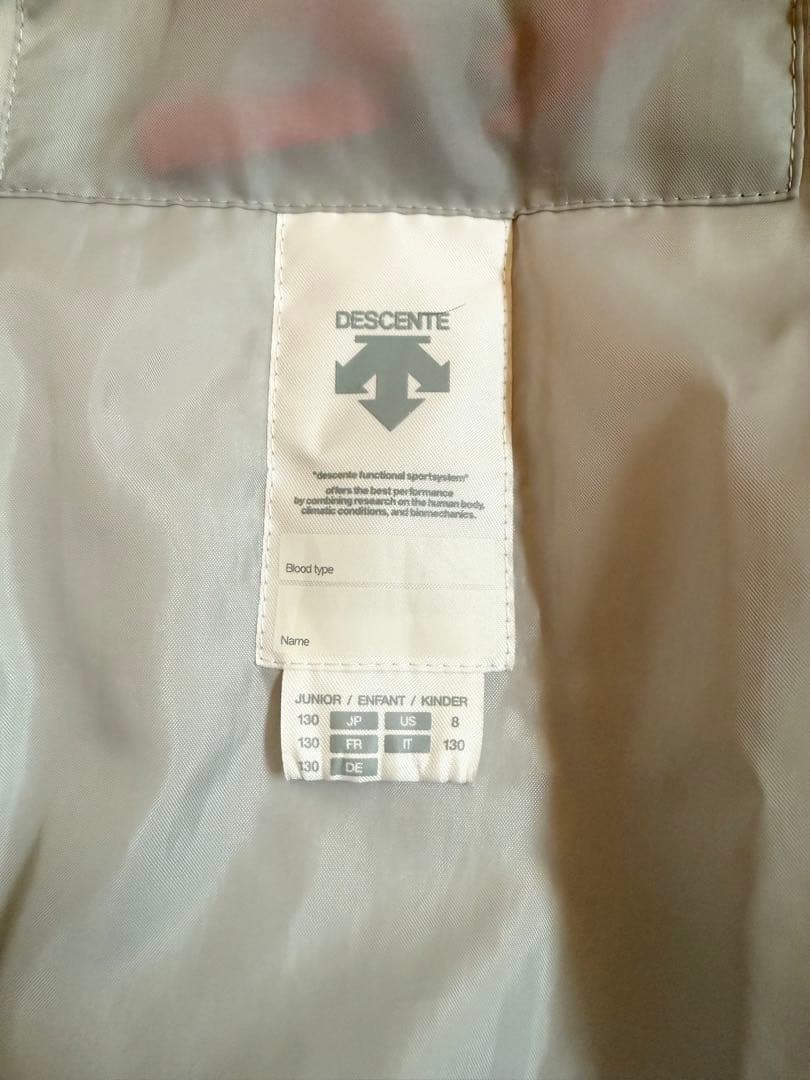 DESCENTE
"descente functional sportsystem"
offers the best performance
by combining research on the human body,
climatic conditions, and biomechanics.
Blood type
Name
JUNIOR / ENFANT / KINDER
130 JP US 8
130 FR IT 130
130 DE